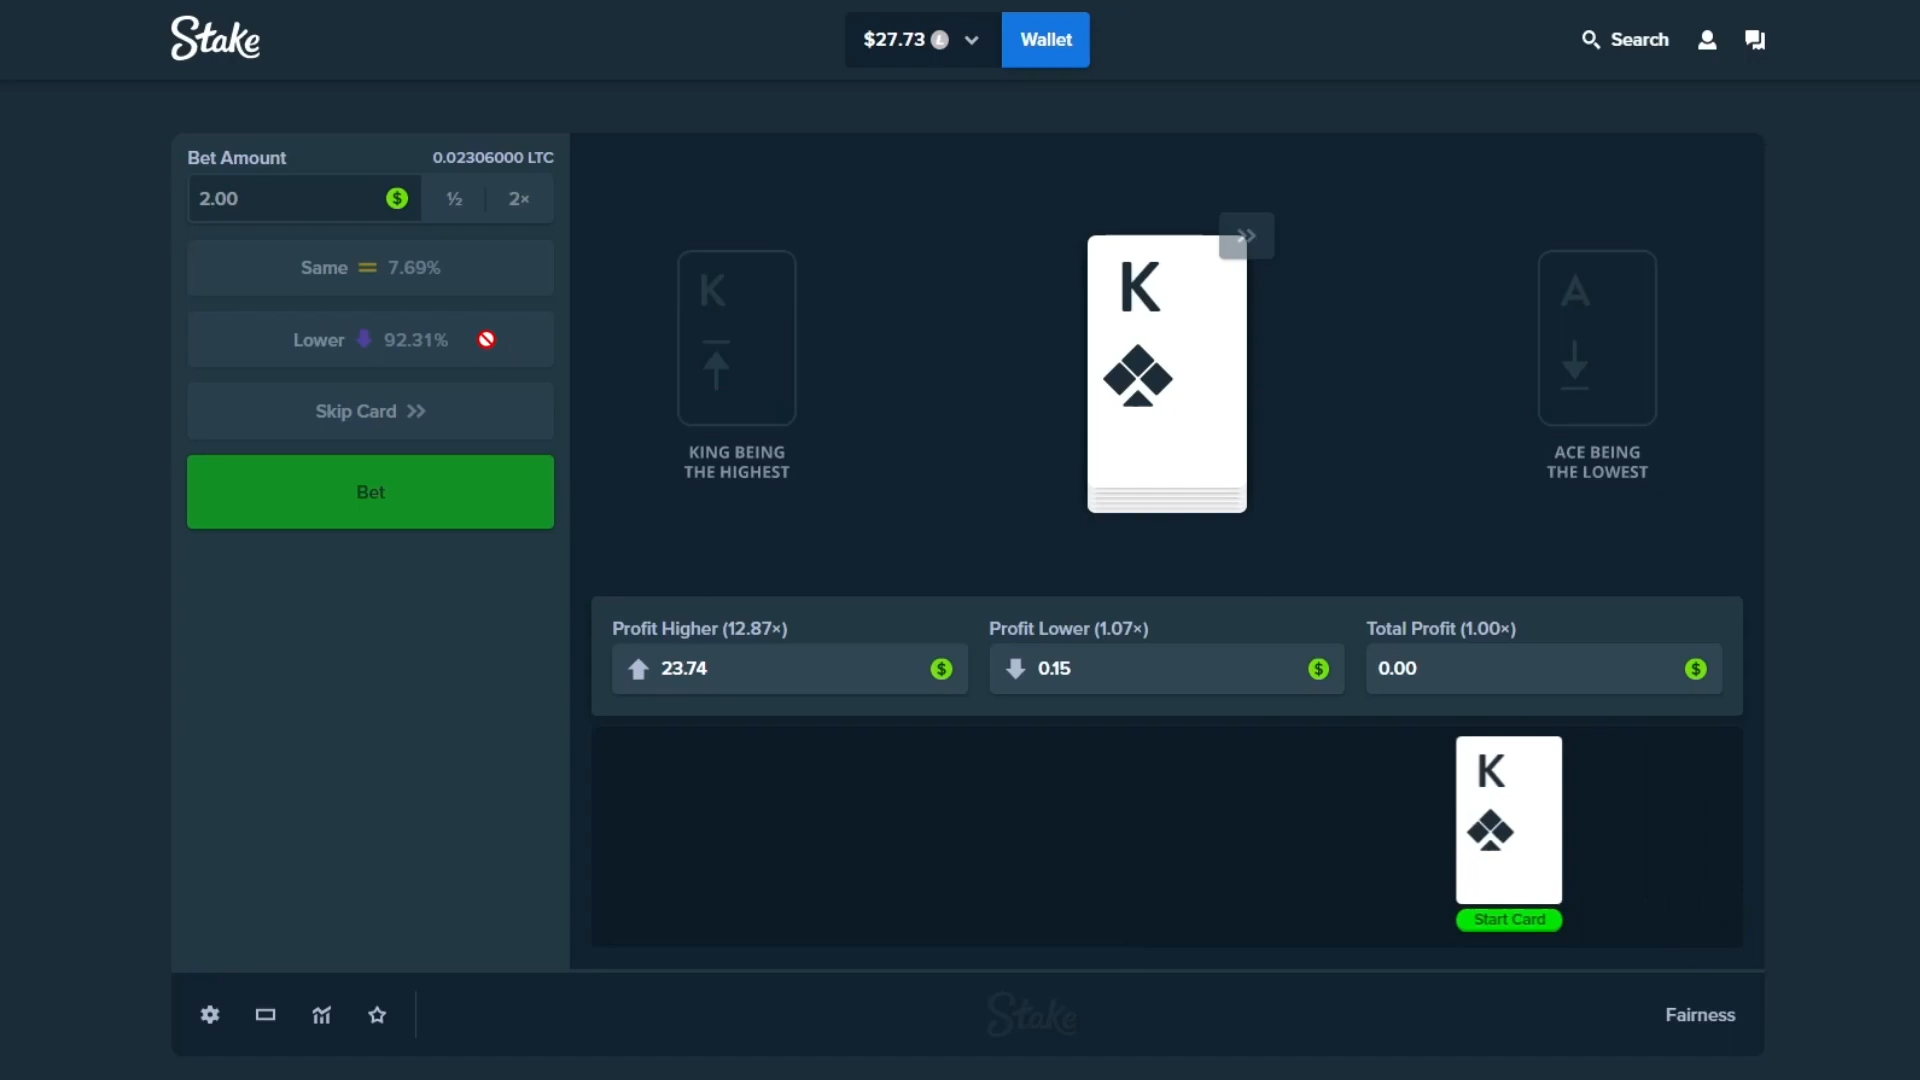 Stake
$27.73
Wallet
Search
Bet Amount
0.02306000 LTC
2.00
½
2×
Same
7.69%
Lower
92.31%
Skip Card
Bet
K
KING BEING
THE HIGHEST
K
A
ACE BEING
THE LOWEST
Profit Higher (12.87×)
23.74
Profit Lower (1.07×)
0.15
Total Profit (1.00×)
0.00
K
Start Card
Stake
Fairness